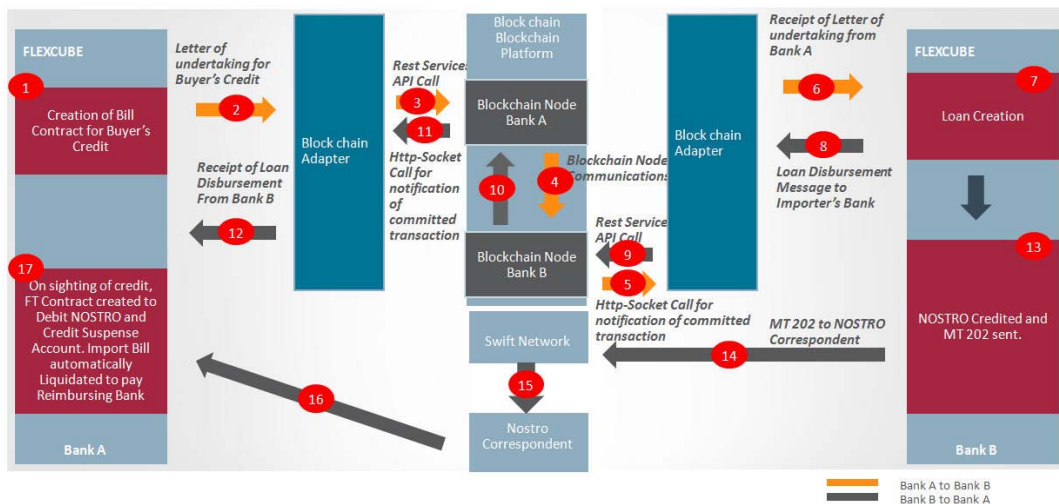 FLEXCUBE
1
Creation of Bill
Contract for Buyer's
Credit
17
On sighting of credit,
FT Contract created to
Debit NOSTRO and
Credit Suspense
Account. Import Bill
automatically
Liquidated to pay
Reimbursing Bank
Bank A
Letter of
undertaking for
Buyer's Credit
2
Receipt of Loan
Disbursement
From Bank B
12
16
Block chain
Adapter
Rest Services
API Call
3
11
Http-Socket
Call for
notification
of
committed
transaction
Block chain
Blockchain
Platform
Blockchain Node
Bank A
10
4
Blockchain Node
Communications
Blockchain Node
Bank B
Swift Network
15
Nostro
Correspondent
Rest Services
API Call
9
5
Http-Socket Call for
notification of committed
transaction
Block chain
Adapter
MT 202 to NOSTRO
Correspondent
14
Receipt of Letter of
undertaking from
Bank A
6
8
Loan Disbursement
Message to
Importer's Bank
FLEXCUBE
7
Loan Creation
13
NOSTRO Credited and
MT 202 sent.
Bank B
Bank A to Bank B
Bank B to Bank A